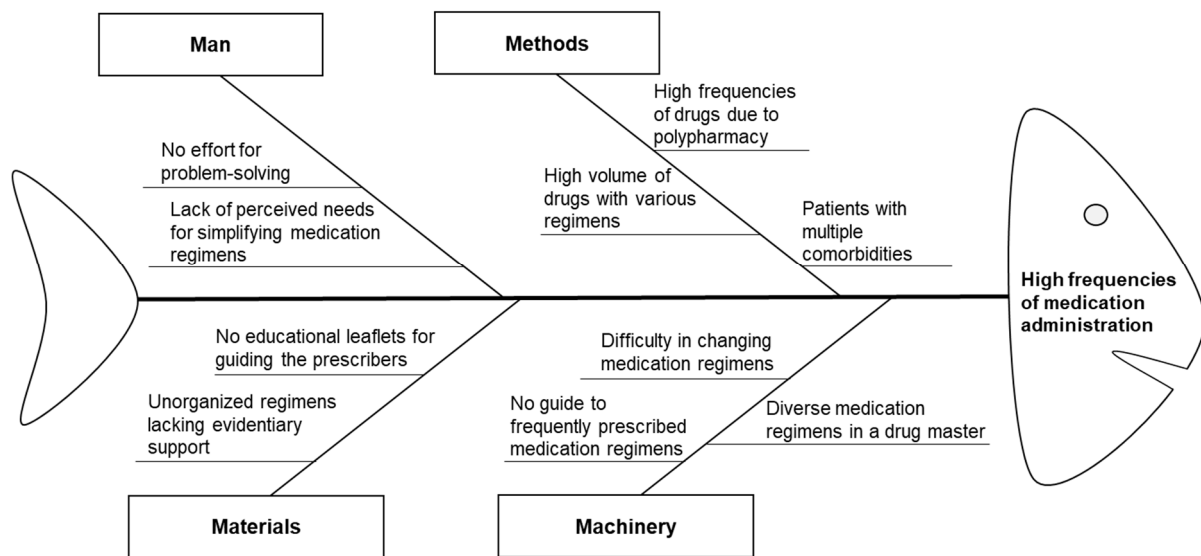 Man
Methods
No effort for
problem-solving
Lack of perceived needs
for simplifying medication
regimens
High frequencies
of drugs due to
polypharmacy
High volume of
drugs with various
regimens
Patients with
multiple
comorbidities
High frequencies
of medication
administration
No educational leaflets for
guiding the prescribers
Unorganized regimens
lacking evidentiary
support
Difficulty in changing
medication regimens
No guide to
frequently prescribed
medication regimens
Diverse medication
regimens in a drug master
Materials
Machinery